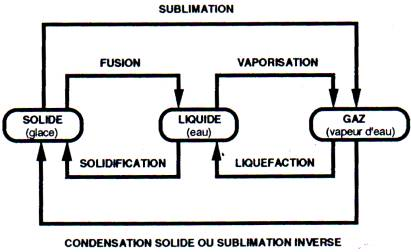 SUBLIMATION
FUSION
VAPORISATION
SOLIDE
(glace)
LIQUIDE
(eau)
GAZ
(vapeur d'eau)
SOLIDIFICATION
LIQUEFACTION
CONDENSATION SOLIDE OU SUBLIMATION INVERSE